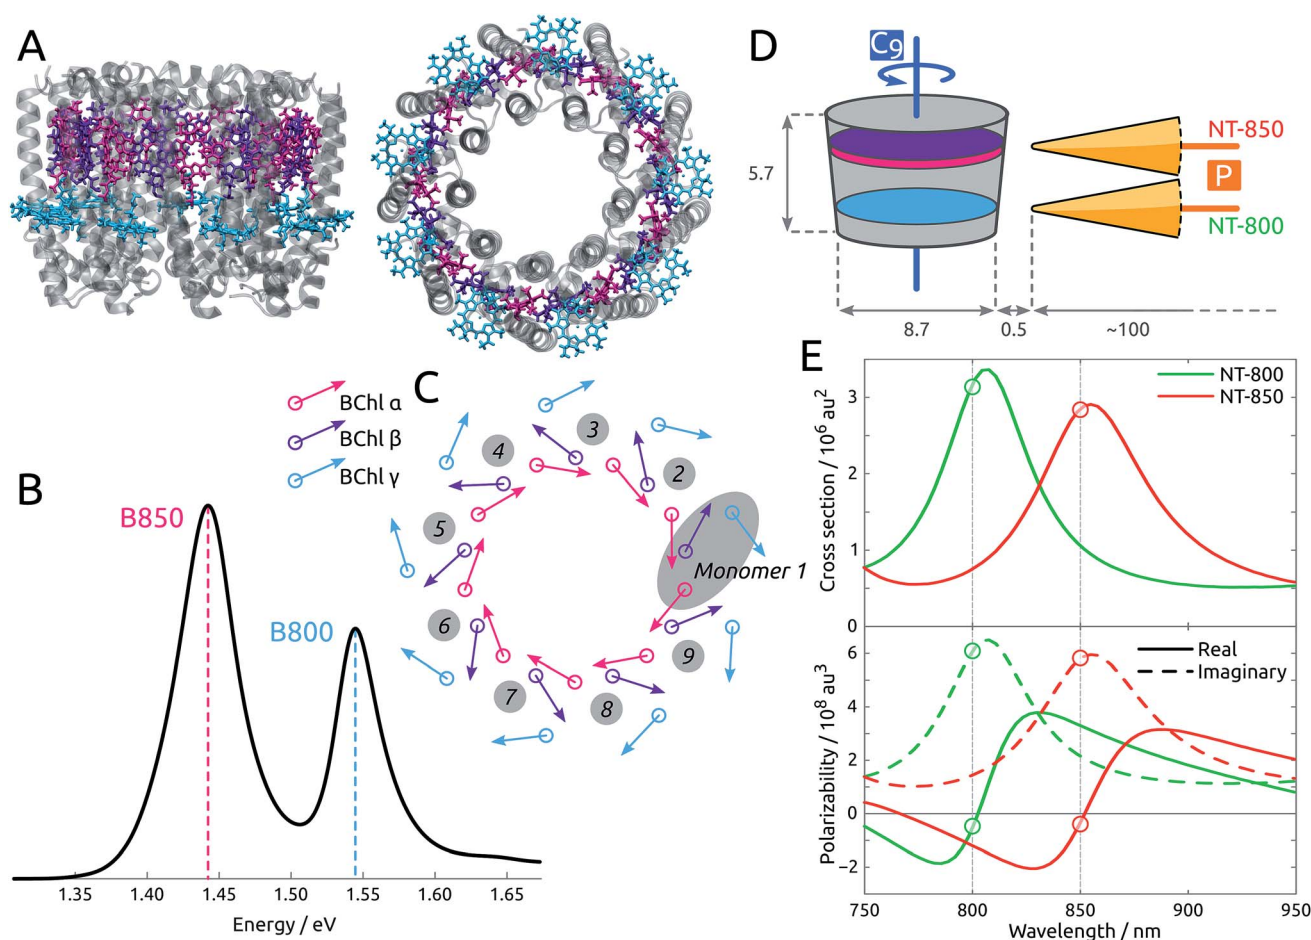 A
B
B850
B800
1.35
1.40
1.45
1.50
1.55
1.60
1.65
Energy / eV
BChl α
BChl β
BChl γ
C
3
4
2
5
Monomer 1
6
9
7
8
D
C9
NT-850
5.7
P
NT-800
8.7
0.5
~100
E
NT-800
NT-850
Cross section / 10⁶ au²
3
2
1
0
Real
Imaginary
Polarizability / 10⁸ au³
6
4
2
0
−2
750
800
850
900
950
Wavelength / nm